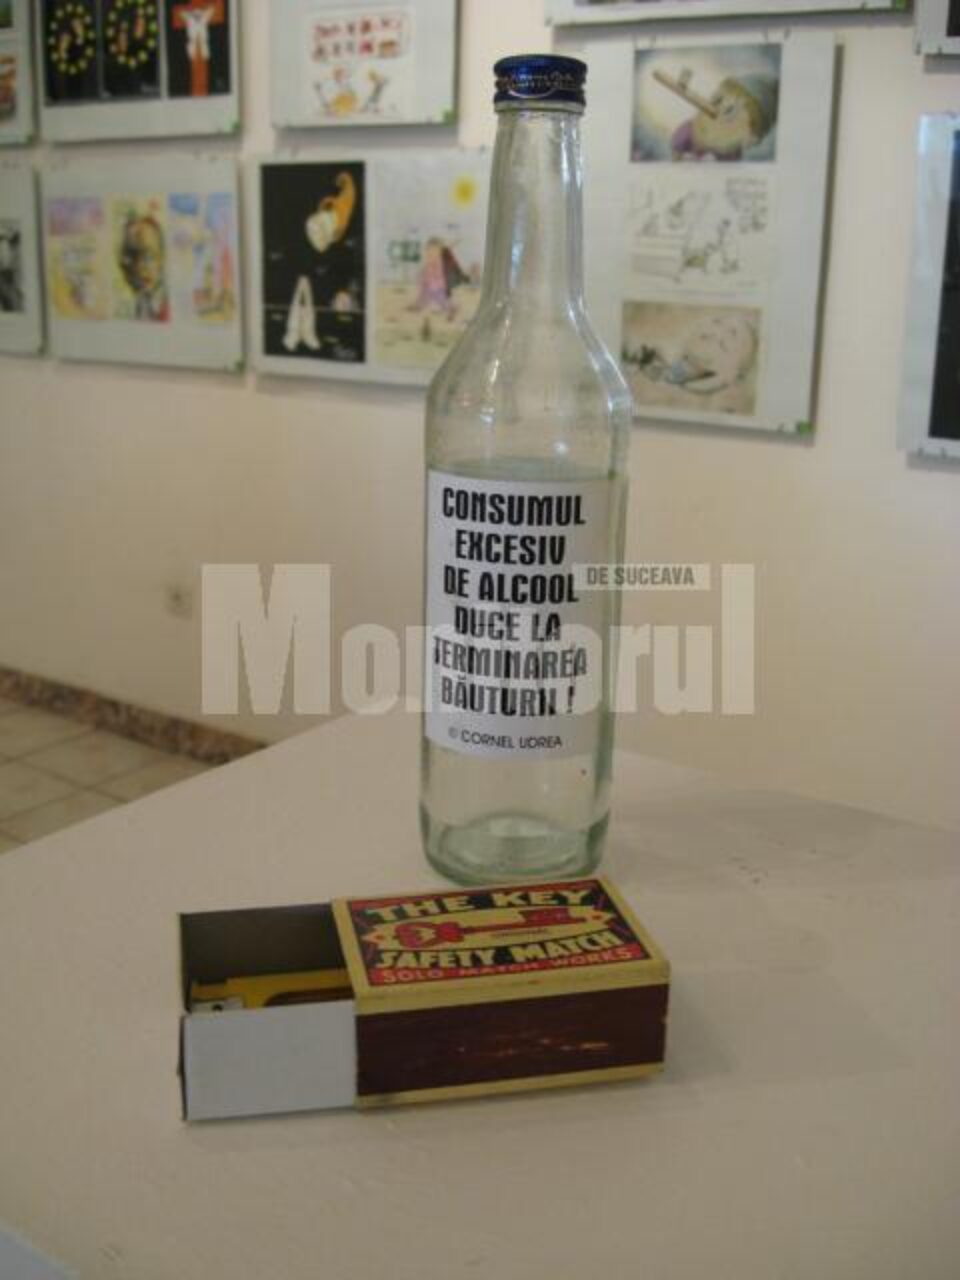 CONSUMUL
EXCESIV
DE ALCOOL
DUCE LA
TERMINAREA
BĂUTURII !
© CORNEL UDREA
DE SUCEAVA
Monitorul
THE KEY
SAFETY MATCH
SOLO MATCH WORKS